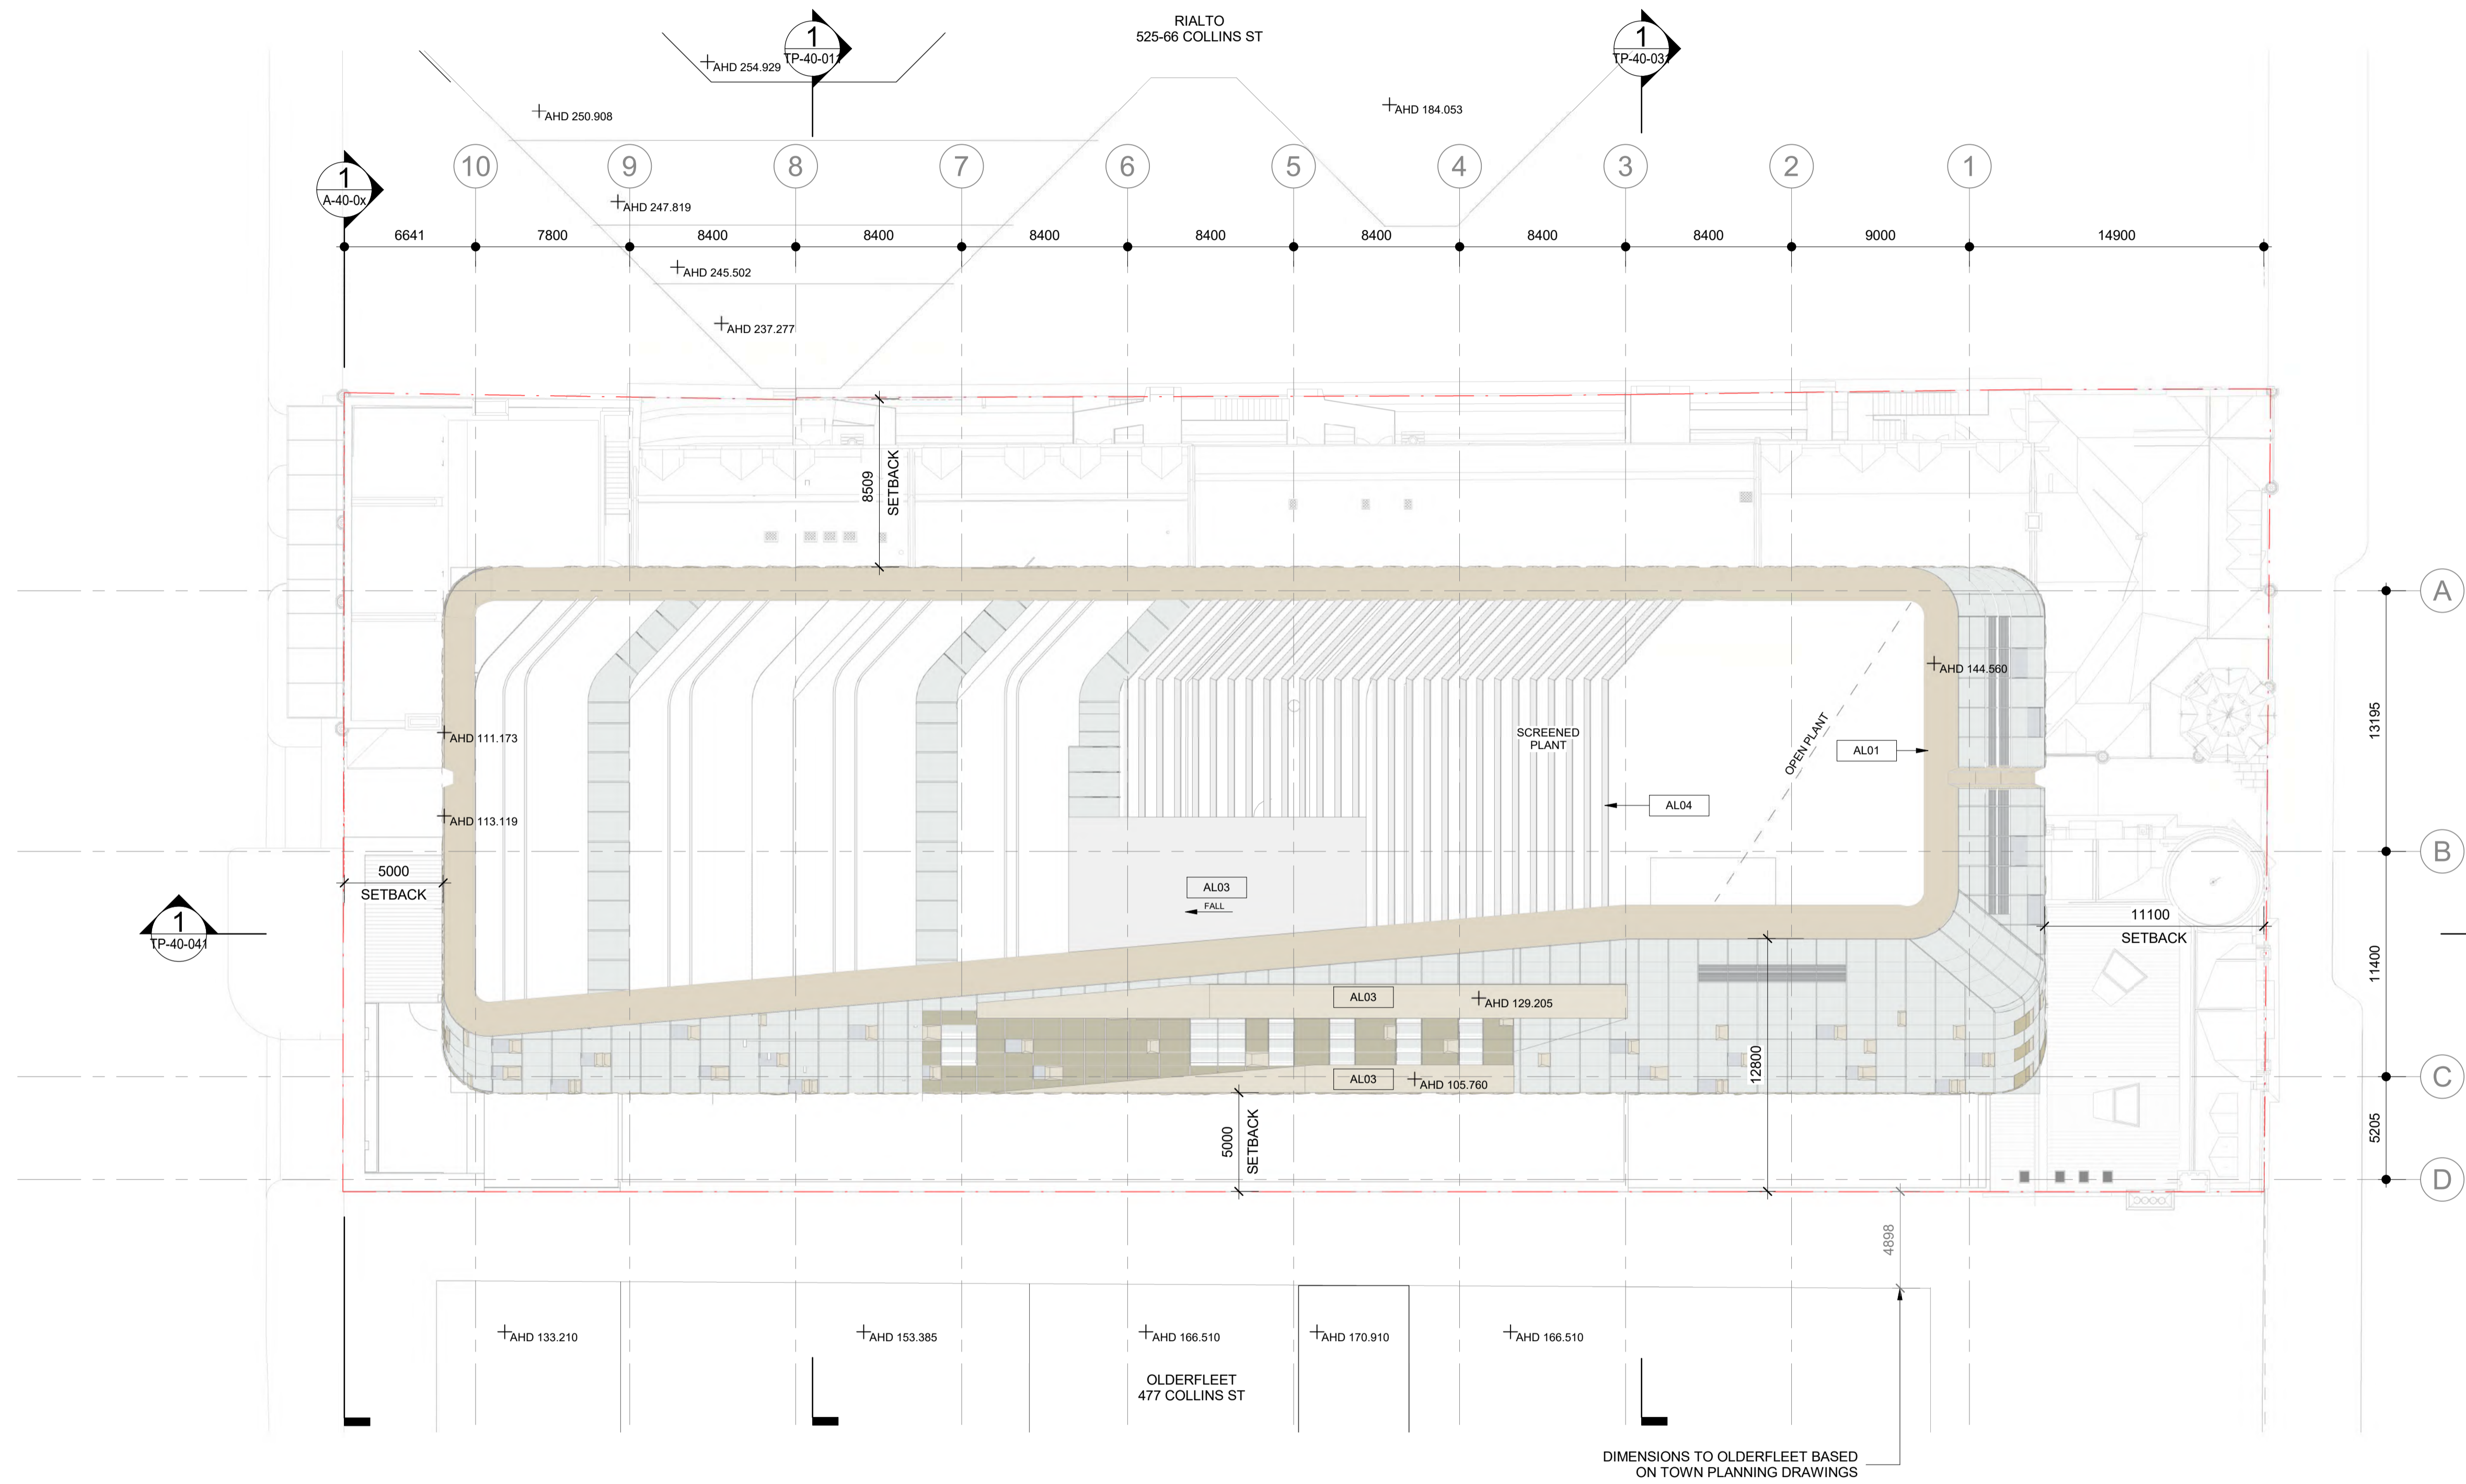 RIALTO
525-66 COLLINS ST
1
TP-40-011
1
TP-40-031
AHD 254.929
AHD 250.908
AHD 184.053
1
A-40-0x
10
9
8
7
6
5
4
3
2
1
AHD 247.819
6641
7800
8400
8400
8400
8400
8400
8400
8400
9000
14900
AHD 245.502
AHD 237.277
8509
SETBACK
A
AHD 144.560
13195
AHD 111.173
SCREENED
PLANT
OPEN PLANT
AL01
AL04
AHD 113.119
B
5000
SETBACK
AL03
FALL
1
TP-40-041
11100
SETBACK
11400
AL03
AHD 129.205
12800
AL03
AHD 105.760
C
5000
SETBACK
5205
D
4898
AHD 133.210
AHD 153.385
AHD 166.510
AHD 170.910
AHD 166.510
OLDERFLEET
477 COLLINS ST
DIMENSIONS TO OLDERFLEET BASED
ON TOWN PLANNING DRAWINGS